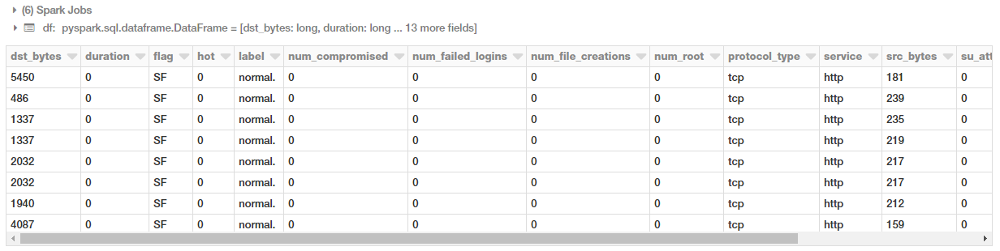 (6) Spark Jobs
df: pyspark.sql.dataframe.DataFrame = [dst_bytes: long, duration: long ... 13 more fields]
dst_bytes duration flag hot label num_compromised num_failed_logins num_file_creations num_root protocol_type service src_bytes su_att
5450 0 SF 0 normal. 0 0 0 0 tcp http 181 0
486 0 SF 0 normal. 0 0 0 0 tcp http 239 0
1337 0 SF 0 normal. 0 0 0 0 tcp http 235 0
1337 0 SF 0 normal. 0 0 0 0 tcp http 219 0
2032 0 SF 0 normal. 0 0 0 0 tcp http 217 0
2032 0 SF 0 normal. 0 0 0 0 tcp http 217 0
1940 0 SF 0 normal. 0 0 0 0 tcp http 212 0
4087 0 SF 0 normal. 0 0 0 0 tcp http 159 0